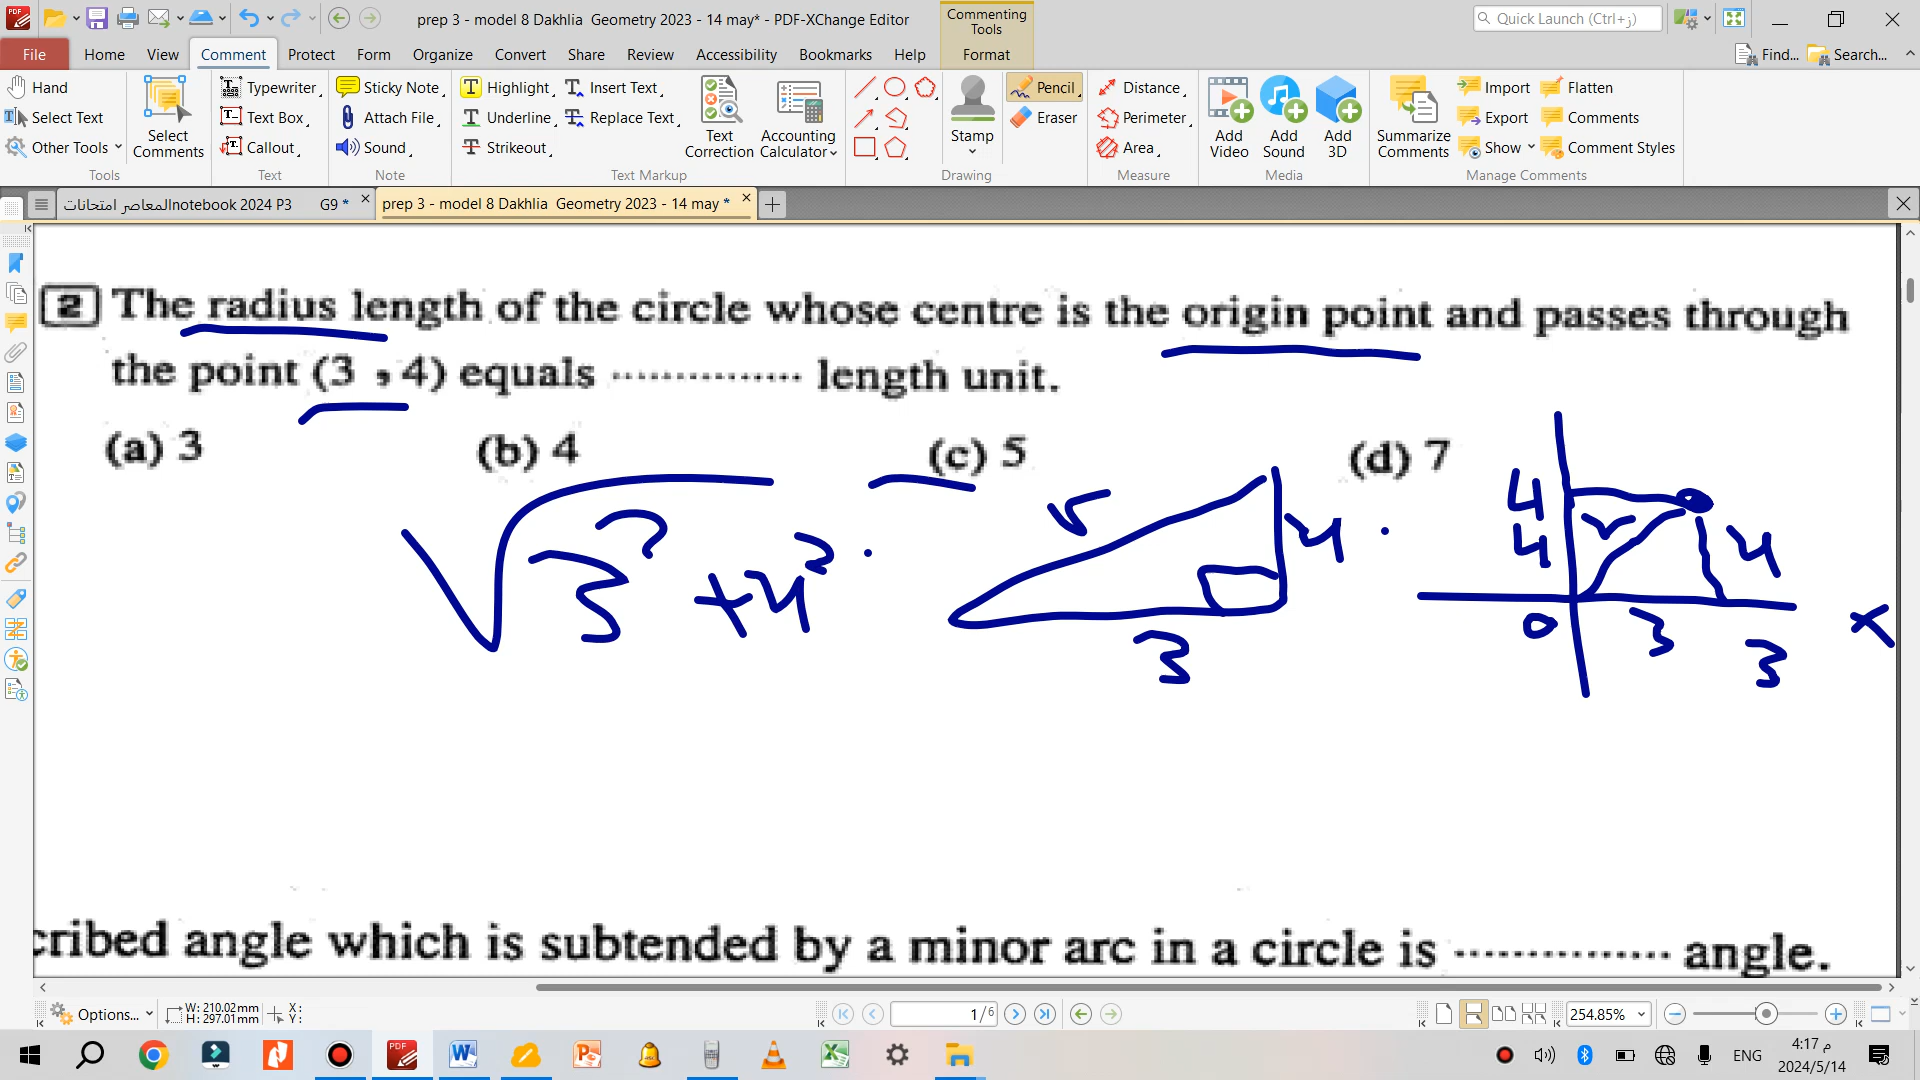 prep 3 - model 8 Dakhlia Geometry 2023 - 14 may* - PDF-XChange Editor
Commenting Tools
Quick Launch (Ctrl+ز)
File Home View Comment Protect Form Organize Convert Share Review Accessibility Bookmarks Help Format
Find... Search...
Hand
Select Text
Other Tools
Select Comments
Tools
Typewriter
Text Box
Callout
Text
Sticky Note
Attach File
Sound
Note
Highlight Insert Text
Underline Replace Text
Strikeout
Text Correction
Accounting Calculator
Text Markup
Drawing
Stamp
Pencil
Eraser
Distance
Perimeter
Area
Measure
Add Video
Add Sound
Add 3D
Media
Summarize Comments
Import Flatten
Export Comments
Show Comment Styles
Manage Comments
المعاصر امتحانات notebook 2024 P3 G9 *
prep 3 - model 8 Dakhlia Geometry 2023 - 14 may *
2 The radius length of the circle whose centre is the origin point and passes through
the point (3 , 4) equals ............... length unit.
(a) 3 (b) 4 (c) 5 (d) 7
√3² + 4²
r 4
3
4
4
r 4
0 3 3 x
cribed angle which is subtended by a minor arc in a circle is ............... angle.
Options...
W: 210.02mm
H: 297.01mm
X:
Y:
1/6
254.85%
ENG
4:17 م
2024/5/14